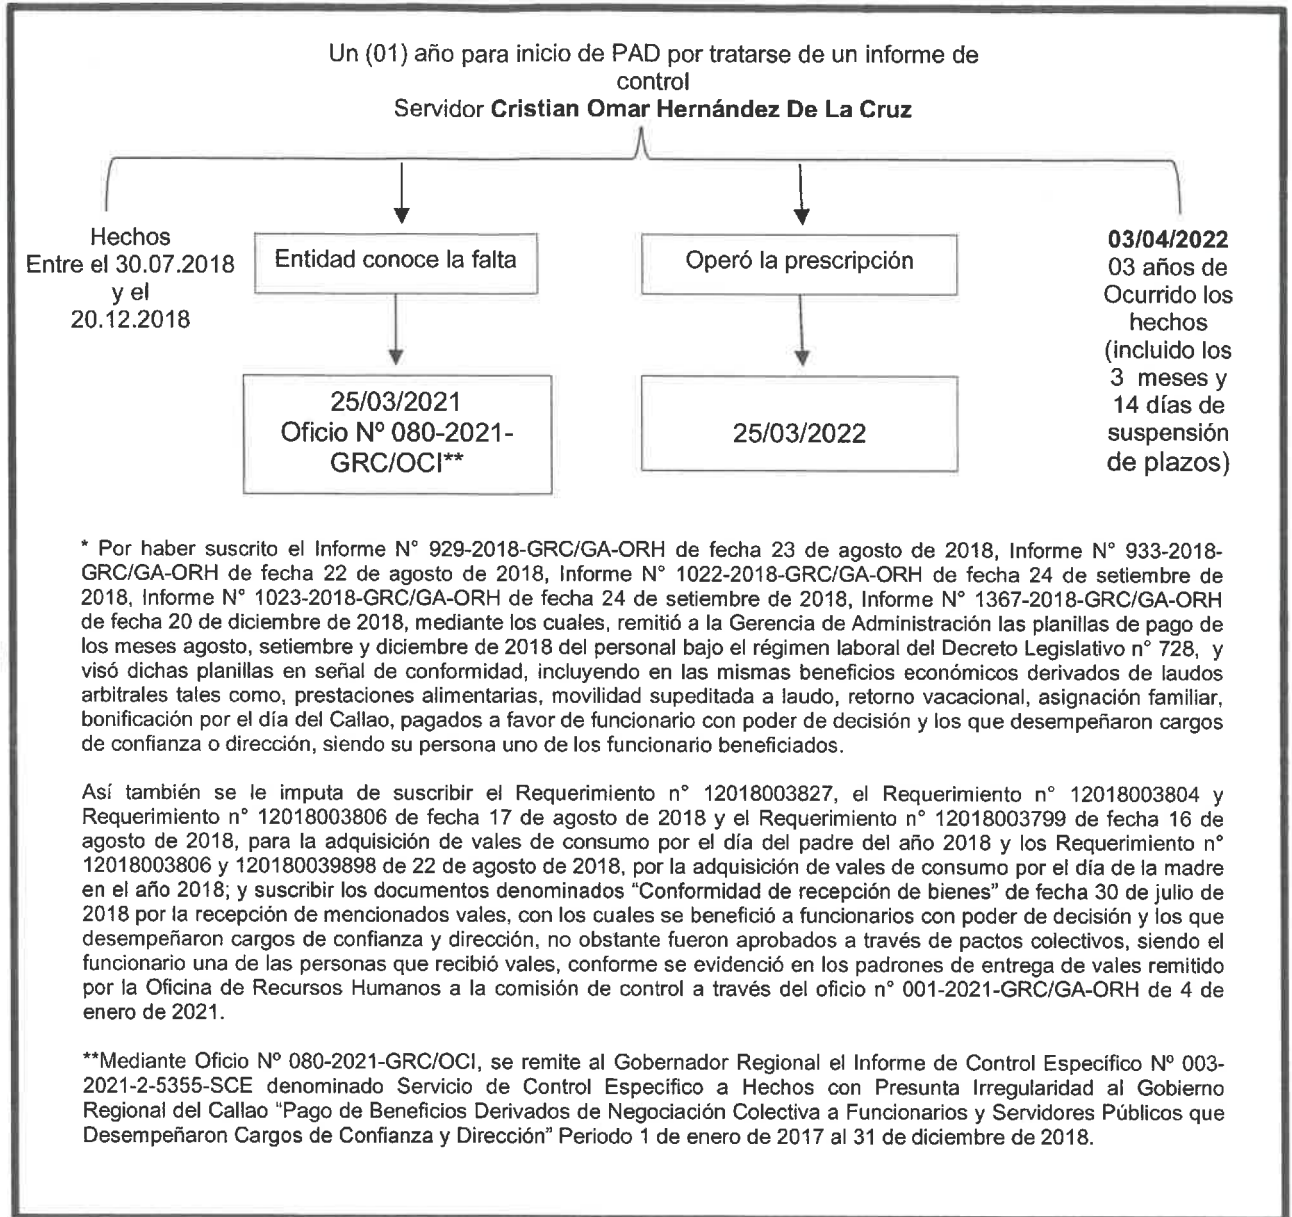 Un (01) año para inicio de PAD por tratarse de un informe de
control
Servidor Cristian Omar Hernández De La Cruz
Hechos
Entre el 30.07.2018
y el
20.12.2018
Entidad conoce la falta
25/03/2021
Oficio Nº 080-2021-
GRC/OCI**
Operó la prescripción
25/03/2022
03/04/2022
03 años de
Ocurrido los
hechos
(incluido los
3 meses y
14 días de
suspensión
de plazos)
* Por haber suscrito el Informe N° 929-2018-GRC/GA-ORH de fecha 23 de agosto de 2018, Informe N° 933-2018-
GRC/GA-ORH de fecha 22 de agosto de 2018, Informe N° 1022-2018-GRC/GA-ORH de fecha 24 de setiembre de
2018, Informe N° 1023-2018-GRC/GA-ORH de fecha 24 de setiembre de 2018, Informe N° 1367-2018-GRC/GA-ORH
de fecha 20 de diciembre de 2018, mediante los cuales, remitió a la Gerencia de Administración las planillas de pago de
los meses agosto, setiembre y diciembre de 2018 del personal bajo el régimen laboral del Decreto Legislativo n° 728, y
visó dichas planillas en señal de conformidad, incluyendo en las mismas beneficios económicos derivados de laudos
arbitrales tales como, prestaciones alimentarias, movilidad supeditada a laudo, retorno vacacional, asignación familiar,
bonificación por el día del Callao, pagados a favor de funcionario con poder de decisión y los que desempeñaron cargos
de confianza o dirección, siendo su persona uno de los funcionario beneficiados.
Así también se le imputa de suscribir el Requerimiento n° 12018003827, el Requerimiento n° 12018003804 y
Requerimiento n° 12018003806 de fecha 17 de agosto de 2018 y el Requerimiento n° 12018003799 de fecha 16 de
agosto de 2018, para la adquisición de vales de consumo por el día del padre del año 2018 y los Requerimiento n°
12018003806 y 120180039898 de 22 de agosto de 2018, por la adquisición de vales de consumo por el día de la madre
en el año 2018; y suscribir los documentos denominados “Conformidad de recepción de bienes” de fecha 30 de julio de
2018 por la recepción de mencionados vales, con los cuales se benefició a funcionarios con poder de decisión y los que
desempeñaron cargos de confianza y dirección, no obstante fueron aprobados a través de pactos colectivos, siendo el
funcionario una de las personas que recibió vales, conforme se evidenció en los padrones de entrega de vales remitido
por la Oficina de Recursos Humanos a la comisión de control a través del oficio n° 001-2021-GRC/GA-ORH de 4 de
enero de 2021.
**Mediante Oficio Nº 080-2021-GRC/OCI, se remite al Gobernador Regional el Informe de Control Específico Nº 003-
2021-2-5355-SCE denominado Servicio de Control Específico a Hechos con Presunta Irregularidad al Gobierno
Regional del Callao “Pago de Beneficios Derivados de Negociación Colectiva a Funcionarios y Servidores Públicos que
Desempeñaron Cargos de Confianza y Dirección” Periodo 1 de enero de 2017 al 31 de diciembre de 2018.